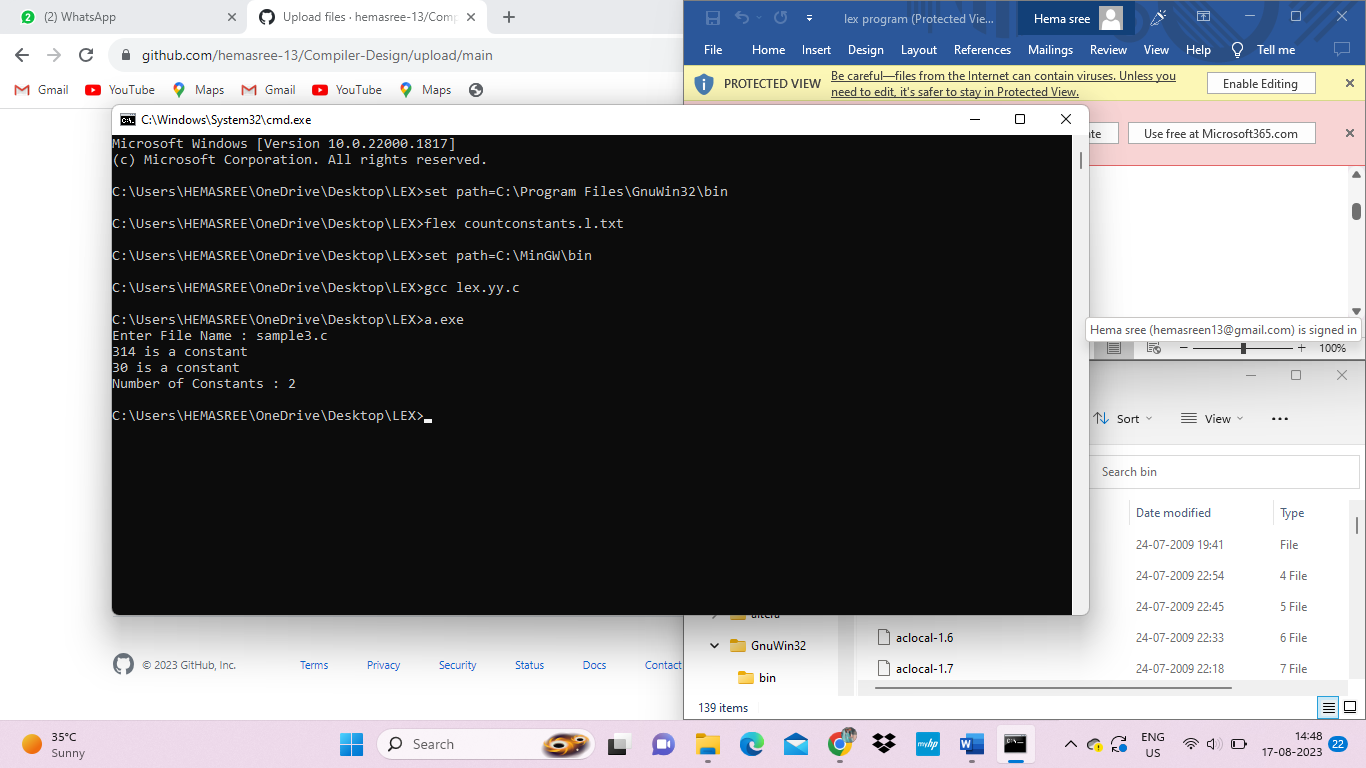 2
(2) WhatsApp
Upload files · hemasree-13/Comp
github.com/hemasree-13/Compiler-Design/upload/main
Gmail
YouTube
Maps
Gmail
YouTube
Maps
lex program (Protected Vie...
Hema sree
File
Home
Insert
Design
Layout
References
Mailings
Review
View
Help
Tell me
PROTECTED VIEW
Be careful—files from the Internet can contain viruses. Unless you
need to edit, it's safer to stay in Protected View.
Enable Editing
Use free at Microsoft365.com
C:\Windows\System32\cmd.exe
Microsoft Windows [Version 10.0.22000.1817]
(c) Microsoft Corporation. All rights reserved.
C:\Users\HEMASREE\OneDrive\Desktop\LEX>set path=C:\Program Files\GnuWin32\bin
C:\Users\HEMASREE\OneDrive\Desktop\LEX>flex countconstants.l.txt
C:\Users\HEMASREE\OneDrive\Desktop\LEX>set path=C:\MinGW\bin
C:\Users\HEMASREE\OneDrive\Desktop\LEX>gcc lex.yy.c
C:\Users\HEMASREE\OneDrive\Desktop\LEX>a.exe
Enter File Name : sample3.c
314 is a constant
30 is a constant
Number of Constants : 2
C:\Users\HEMASREE\OneDrive\Desktop\LEX>
Hema sree (hemasreen13@gmail.com) is signed in
100%
Sort
View
Search bin
Date modified
Type
24-07-2009 19:41
File
24-07-2009 22:54
4 File
24-07-2009 22:45
5 File
aclocal-1.6
24-07-2009 22:33
6 File
aclocal-1.7
24-07-2009 22:18
7 File
GnuWin32
bin
139 items
© 2023 GitHub, Inc.
Terms
Privacy
Security
Status
Docs
Contact
35°C
Sunny
Search
myhp
ENG
US
14:48
17-08-2023
22